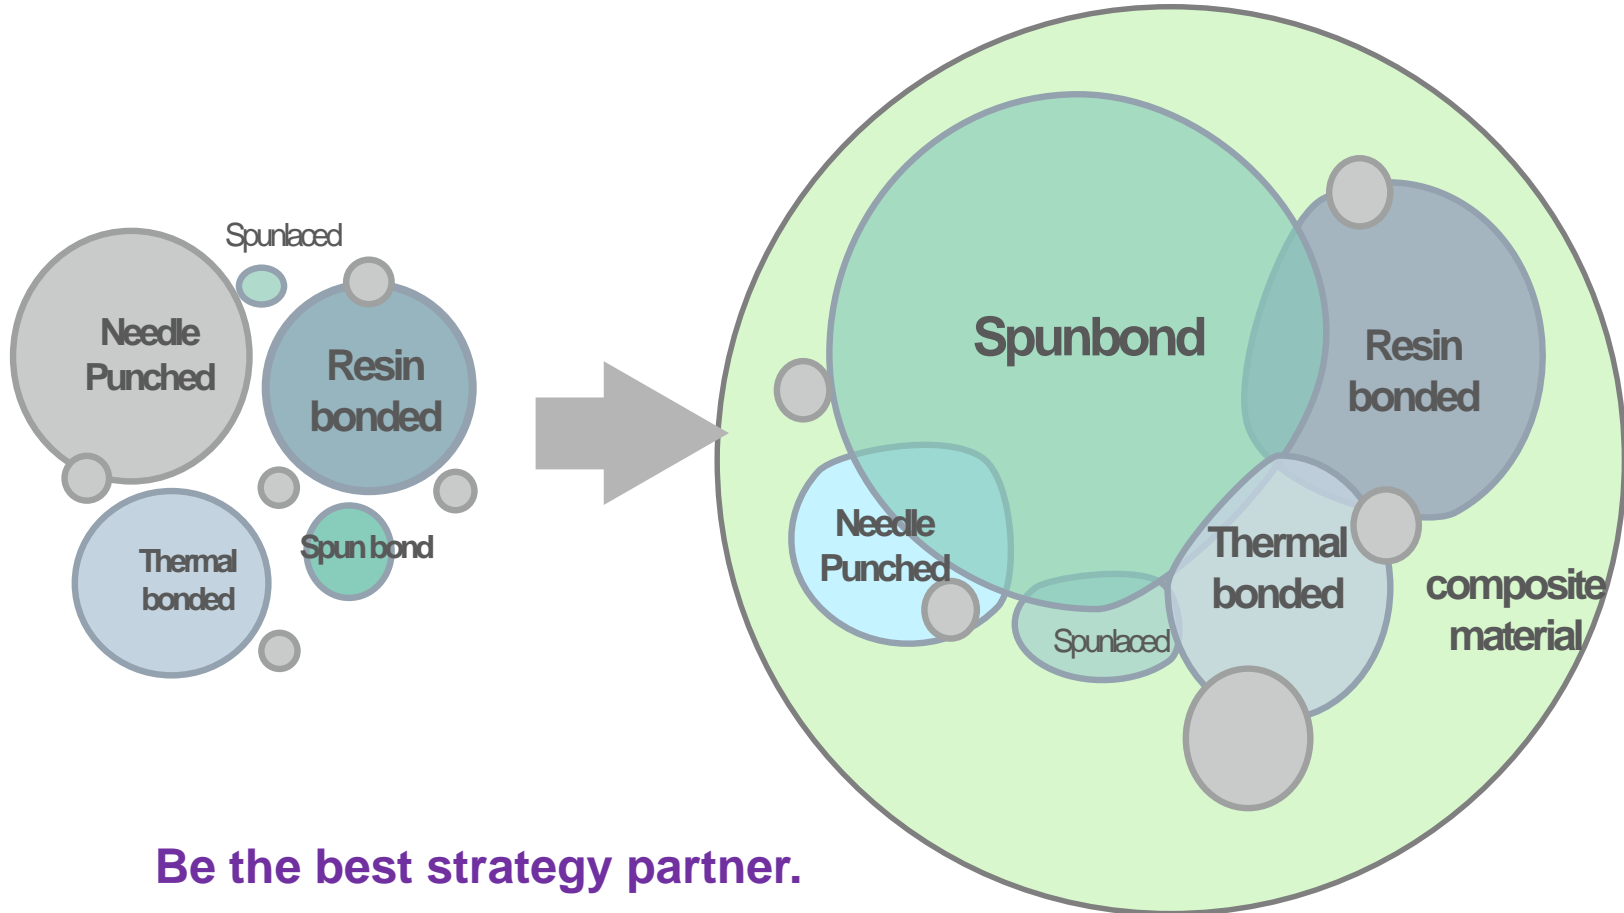 Spunlaced
Needle
Punched
Resin
bonded
Thermal
bonded
Spun bond
Spunbond
Resin
bonded
Needle
Punched
Thermal
bonded
Spunlaced
composite
material
Be the best strategy partner.